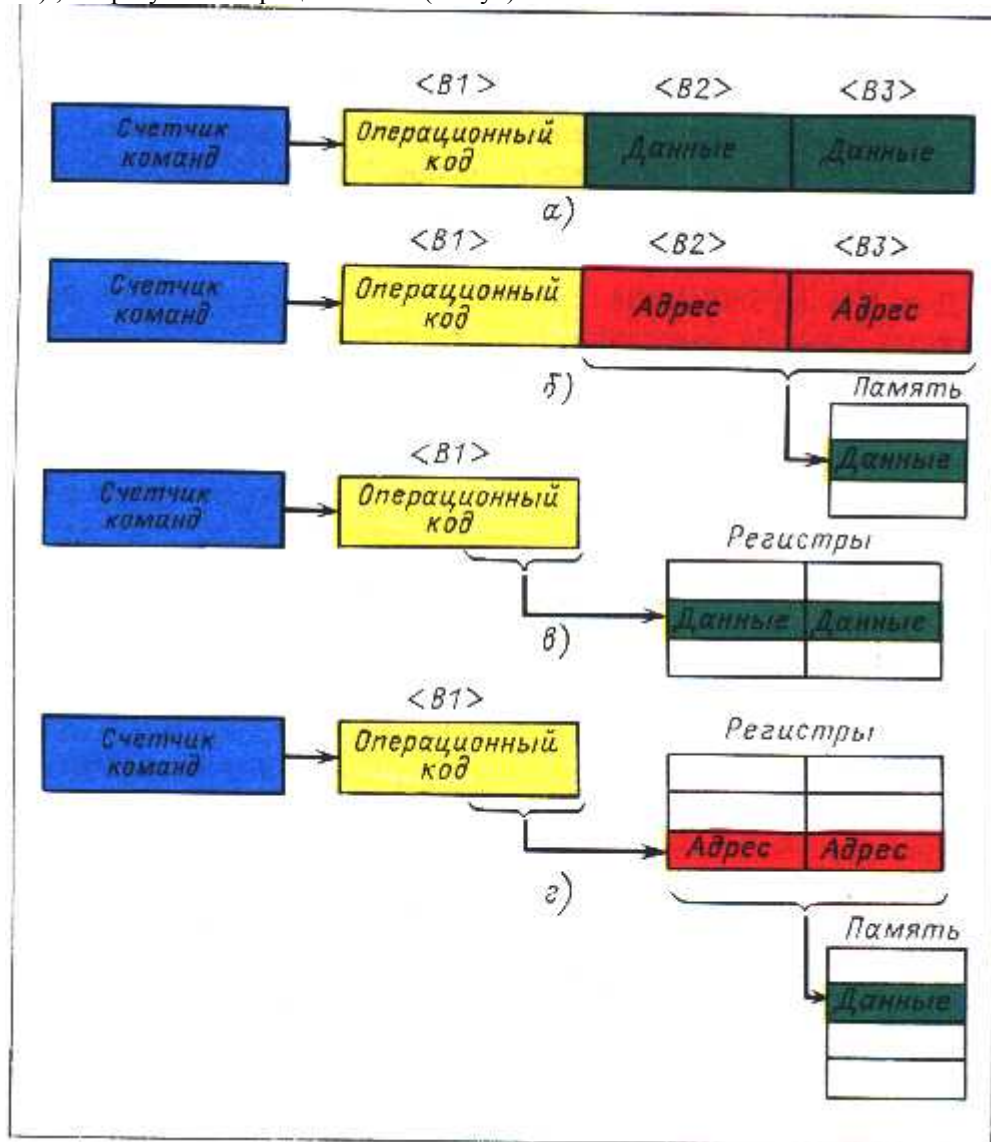 <B1> <B2> <B3>
Счетчик команд
Операционный код
Данные
Данные
а)
<B1> <B2> <B3>
Счетчик команд
Операционный код
Адрес
Адрес
б)
Память
Данные
<B1>
Счетчик команд
Операционный код
Регистры
Данные
Данные
в)
<B1>
Счетчик команд
Операционный код
Регистры
Адрес
Адрес
г)
Память
Данные